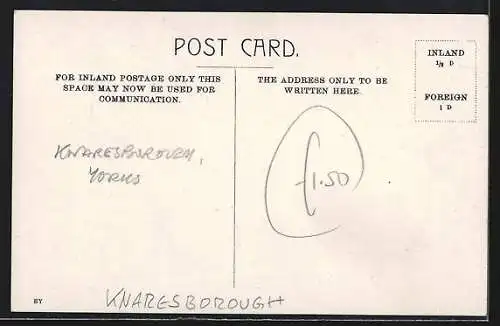 POST CARD.
INLAND
½ D
FOREIGN
1 D
FOR INLAND POSTAGE ONLY THIS
SPACE MAY NOW BE USED FOR
COMMUNICATION.
THE ADDRESS ONLY TO BE
WRITTEN HERE.
KNARESBOROUGH,
YORKS
£1.50
BY
KNARESBOROUGH